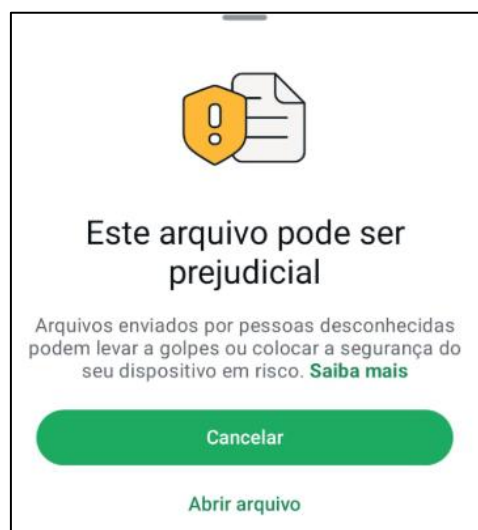 Este arquivo pode ser
prejudicial
Arquivos enviados por pessoas desconhecidas
podem levar a golpes ou colocar a segurança do
seu dispositivo em risco. Saiba mais
Cancelar
Abrir arquivo